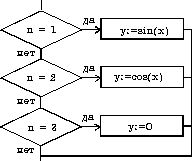 да
n = 1
y:=sin(x)
нет
да
n = 2
y:=cos(x)
нет
да
n = 3
y:=0
нет